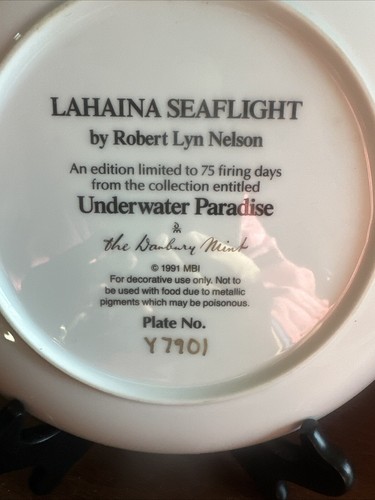 LAHAINA SEAFLIGHT
by Robert Lyn Nelson
An edition limited to 75 firing days
from the collection entitled
Underwater Paradise
the Danbury Mint
© 1991 MBI
For decorative use only. Not to
be used with food due to metallic
pigments which may be poisonous.
Plate No.
Y7901